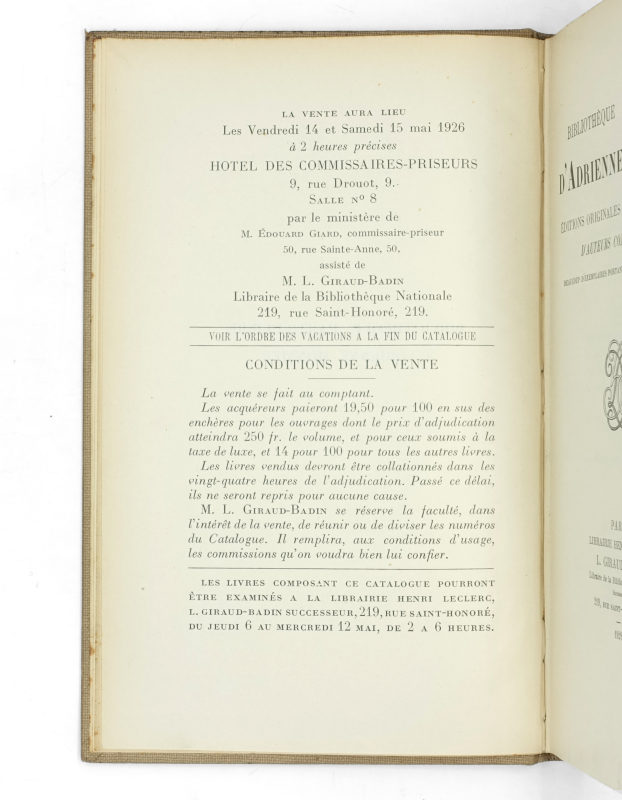 LA VENTE AURA LIEU
Les Vendredi 14 et Samedi 15 mai 1926
à 2 heures précises
HOTEL DES COMMISSAIRES-PRISEURS
9, rue Drouot, 9.
SALLE Nº 8
par le ministère de
M. ÉDOUARD GIARD, commissaire-priseur
50, rue Sainte-Anne, 50,
assisté de
M. L. GIRAUD-BADIN
Libraire de la Bibliothèque Nationale
219, rue Saint-Honoré, 219.
VOIR L'ORDRE DES VACATIONS A LA FIN DU CATALOGUE
CONDITIONS DE LA VENTE
La vente se fait au comptant.
Les acquéreurs paieront 19,50 pour 100 en sus des
enchères pour les ouvrages dont le prix d'adjudication
atteindra 250 fr. le volume, et pour ceux soumis à la
taxe de luxe, et 14 pour 100 pour tous les autres livres.
Les livres vendus devront être collationnés dans les
vingt-quatre heures de l'adjudication. Passé ce délai,
ils ne seront repris pour aucune cause.
M. L. GIRAUD-BADIN se réserve la faculté, dans
l'intérêt de la vente, de réunir ou de diviser les numéros
du Catalogue. Il remplira, aux conditions d'usage,
les commissions qu'on voudra bien lui confier.
LES LIVRES COMPOSANT CE CATALOGUE POURRONT
ÊTRE EXAMINÉS A LA LIBRAIRIE HENRI LECLERC,
L. GIRAUD-BADIN SUCCESSEUR, 219, RUE SAINT-HONORÉ,
DU JEUDI 6 AU MERCREDI 12 MAI, DE 2 A 6 HEURES.
BIBLIOTHÈQUE
D'ADRIENNE
ÉDITIONS ORIGINALES
D'AUTEURS
BEAUCOUP D'EXEMPLAIRES
LIBRAIRIE
L. GIRAUD
Libraire de la